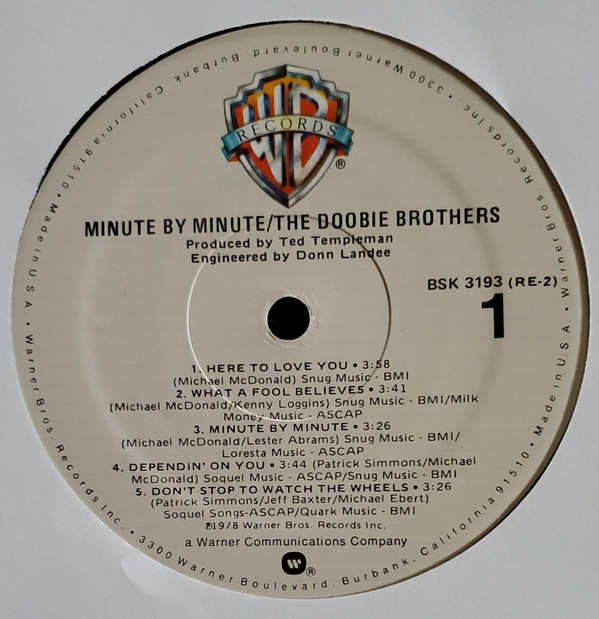 3300 Warner Boulevard Burbank, California 91510 • Made in U.S.A. • Warner Bros. Records Inc. • 3300 Warner Boulevard. Burbank, California 91510 • Made in U.S.A. • Warner Bros. Records Inc. •
WB
RECORDS
®
MINUTE BY MINUTE/THE DOOBIE BROTHERS
Produced by Ted Templeman
Engineered by Donn Landee
BSK 3193 (RE-2)
1
1. HERE TO LOVE YOU • 3:58
(Michael McDonald) Snug Music - BMI
2. WHAT A FOOL BELIEVES • 3:41
(Michael McDonald/Kenny Loggins) Snug Music - BMI/Milk
Money Music - ASCAP
3. MINUTE BY MINUTE • 3:26
(Michael McDonald/Lester Abrams) Snug Music - BMI/
Loresta Music - ASCAP
4. DEPENDIN' ON YOU • 3:44 (Patrick Simmons/Michael
McDonald) Soquel Music - ASCAP/Snug Music - BMI
5. DON'T STOP TO WATCH THE WHEELS • 3:26
(Patrick Simmons/Jeff Baxter/Michael Ebert)
Soquel Songs-ASCAP/Quark Music - BMI
℗1978 Warner Bros. Records Inc.
a Warner Communications Company
®